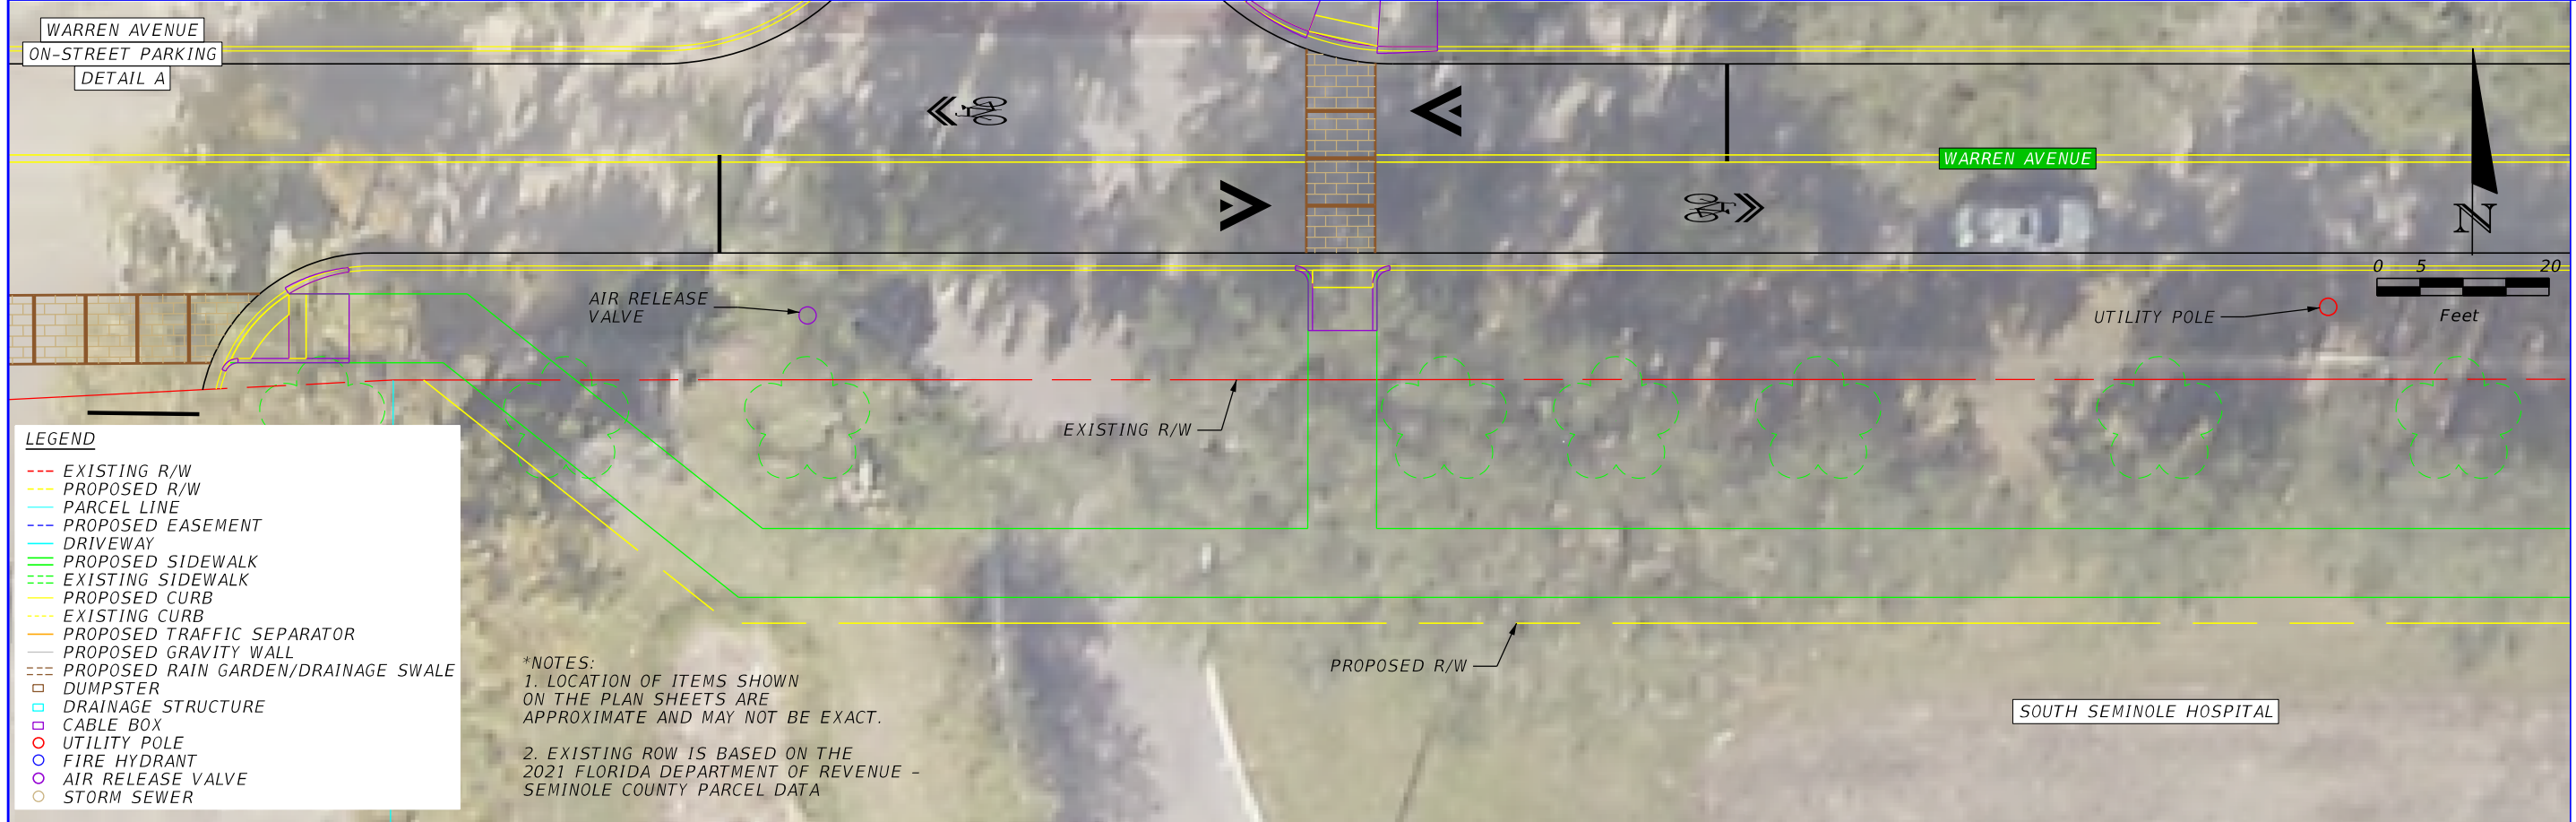 WARREN AVENUE
ON-STREET PARKING
DETAIL A
WARREN AVENUE
N
0 5 20
Feet
AIR RELEASE
VALVE
UTILITY POLE
EXISTING R/W
LEGEND
EXISTING R/W
PROPOSED R/W
PARCEL LINE
PROPOSED EASEMENT
DRIVEWAY
PROPOSED SIDEWALK
EXISTING SIDEWALK
PROPOSED CURB
EXISTING CURB
PROPOSED TRAFFIC SEPARATOR
PROPOSED GRAVITY WALL
PROPOSED RAIN GARDEN/DRAINAGE SWALE
DUMPSTER
DRAINAGE STRUCTURE
CABLE BOX
UTILITY POLE
FIRE HYDRANT
AIR RELEASE VALVE
STORM SEWER
*NOTES:
1. LOCATION OF ITEMS SHOWN
ON THE PLAN SHEETS ARE
APPROXIMATE AND MAY NOT BE EXACT.
2. EXISTING ROW IS BASED ON THE
2021 FLORIDA DEPARTMENT OF REVENUE -
SEMINOLE COUNTY PARCEL DATA
PROPOSED R/W
SOUTH SEMINOLE HOSPITAL